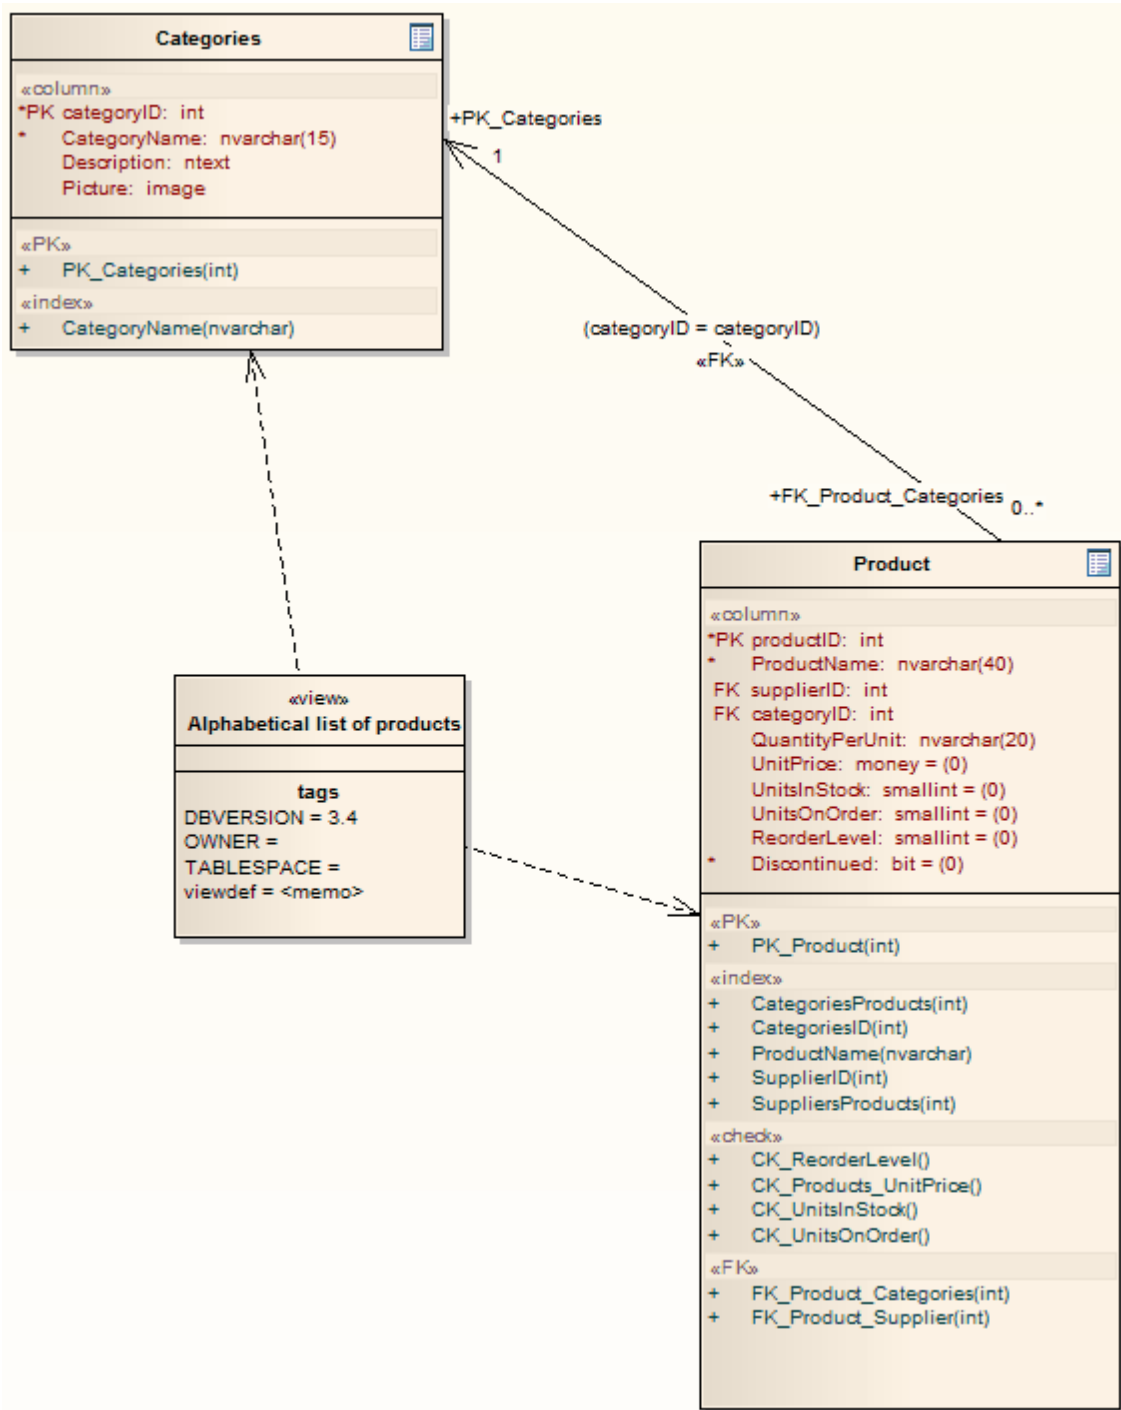 Categories
«column»
*PK categoryID: int
* CategoryName: nvarchar(15)
Description: ntext
Picture: image
«PK»
+ PK_Categories(int)
«index»
+ CategoryName(nvarchar)
+PK_Categories
1
(categoryID = categoryID)
«FK»
+FK_Product_Categories
0..*
«view»
Alphabetical list of products
tags
DBVERSION = 3.4
OWNER =
TABLESPACE =
viewdef = <memo>
Product
«column»
*PK productID: int
* ProductName: nvarchar(40)
FK supplierID: int
FK categoryID: int
QuantityPerUnit: nvarchar(20)
UnitPrice: money = (0)
UnitsInStock: smallint = (0)
UnitsOnOrder: smallint = (0)
ReorderLevel: smallint = (0)
* Discontinued: bit = (0)
«PK»
+ PK_Product(int)
«index»
+ CategoriesProducts(int)
+ CategoriesID(int)
+ ProductName(nvarchar)
+ SupplierID(int)
+ SuppliersProducts(int)
«check»
+ CK_ReorderLevel()
+ CK_Products_UnitPrice()
+ CK_UnitsInStock()
+ CK_UnitsOnOrder()
«FK»
+ FK_Product_Categories(int)
+ FK_Product_Supplier(int)